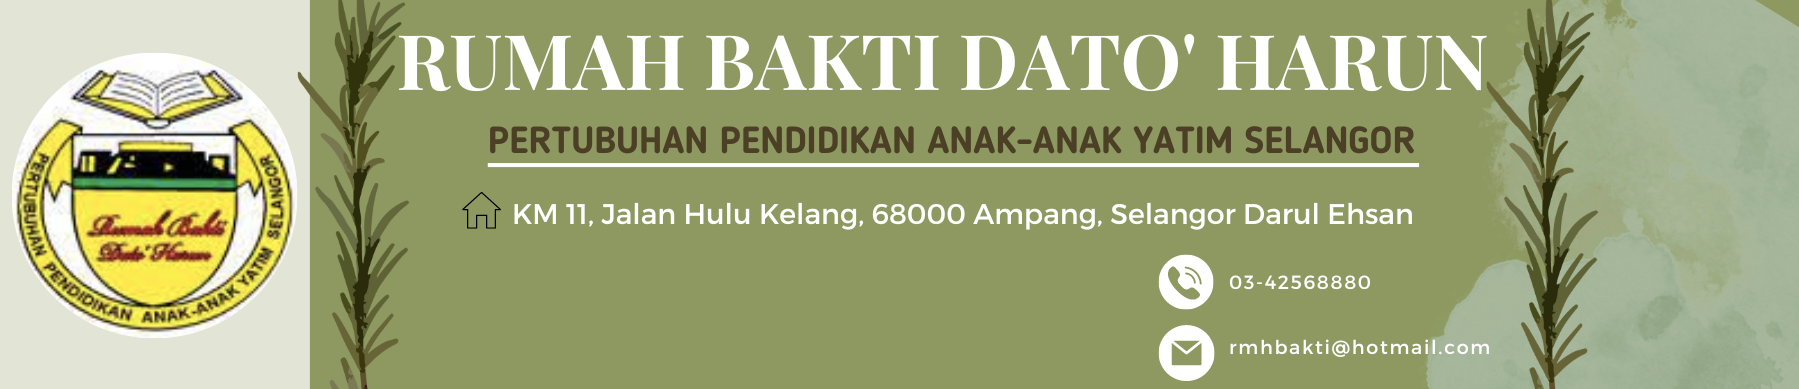 RUMAH BAKTI DATO' HARUN
PERTUBUHAN PENDIDIKAN ANAK-ANAK YATIM SELANGOR
KM 11, Jalan Hulu Kelang, 68000 Ampang, Selangor Darul Ehsan
03-42568880
rmhbakti@hotmail.com
Rumah Bakti
Dato' Harun
PERTUBUHAN PENDIDIKAN ANAK-ANAK YATIM SELANGOR